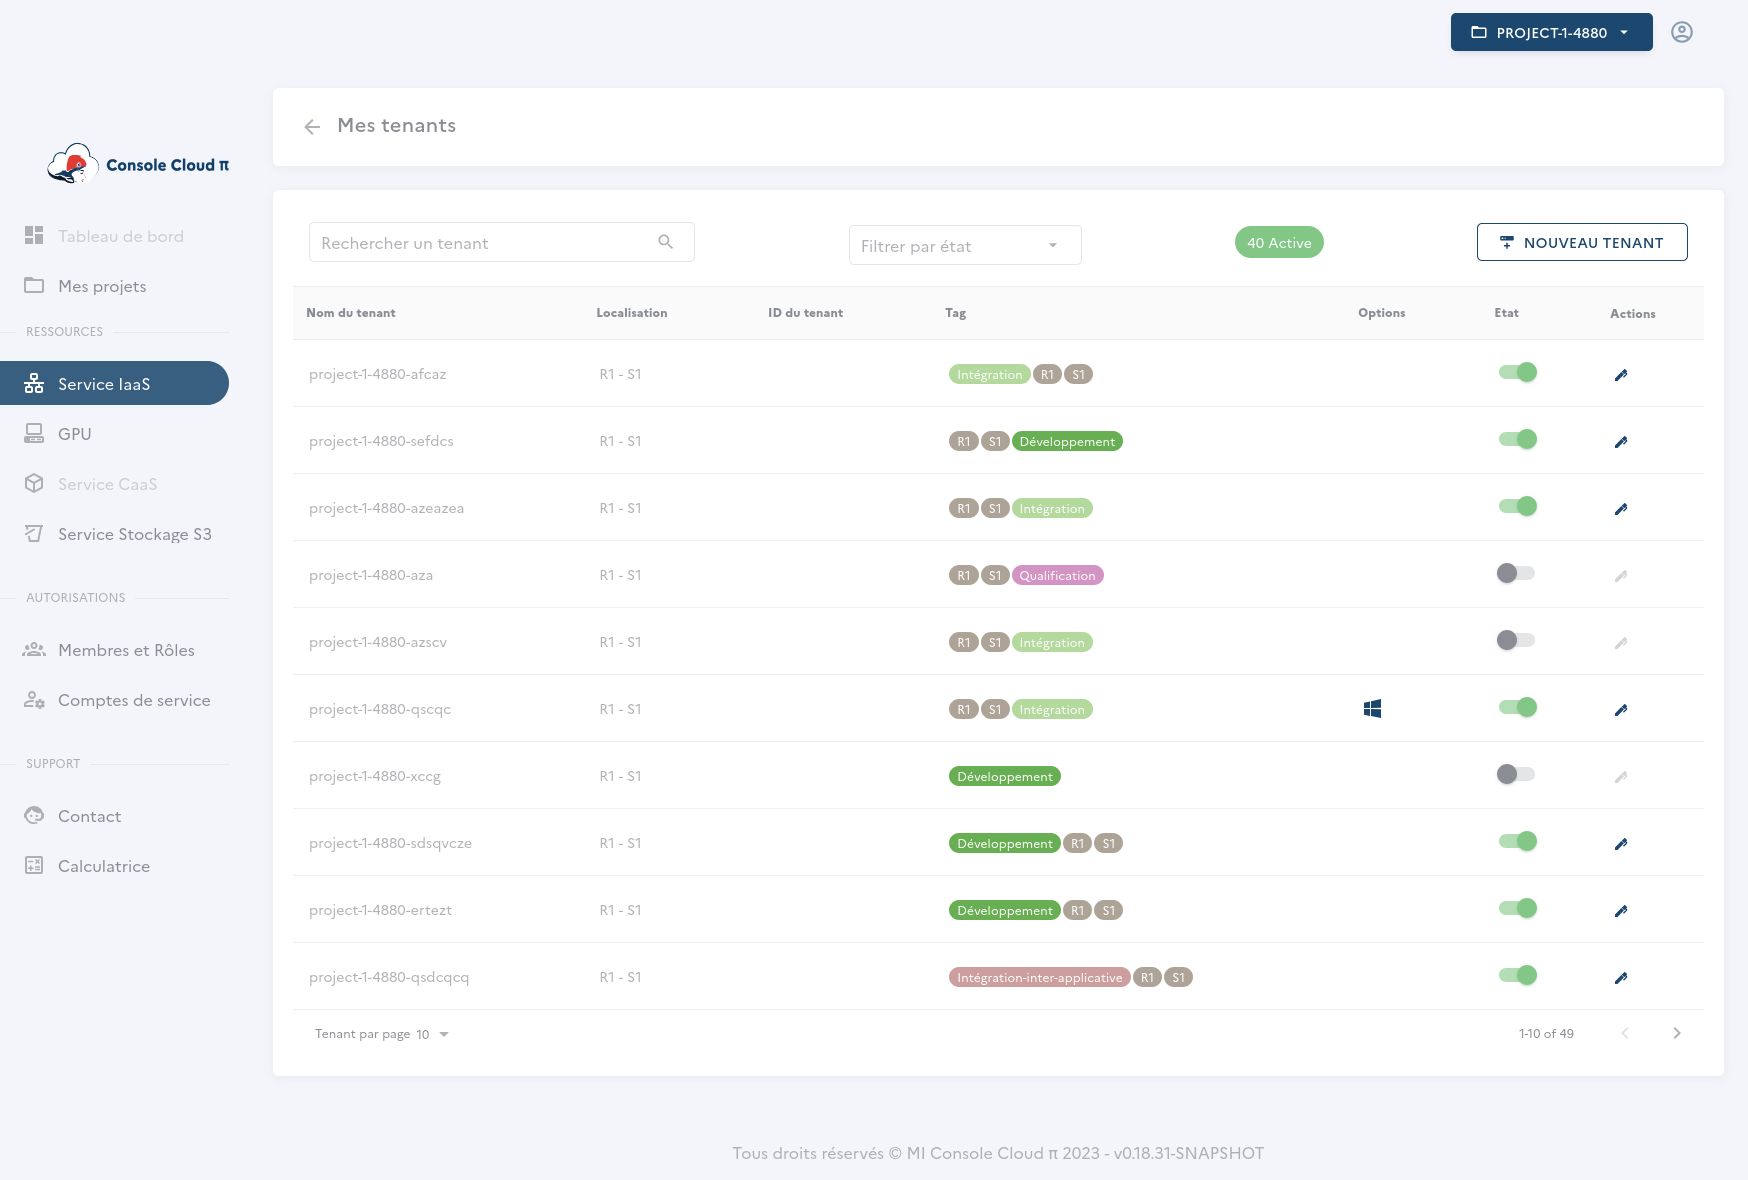 PROJECT-1-4880
Mes tenants
Console Cloud π
Tableau de bord
Mes projets
RESSOURCES
Service IaaS
GPU
Service CaaS
Service Stockage S3
AUTORISATIONS
Membres et Rôles
Comptes de service
SUPPORT
Contact
Calculatrice
Rechercher un tenant
Filtrer par état
40 Active
NOUVEAU TENANT
Nom du tenant Localisation ID du tenant Tag Options Etat Actions
project-1-4880-afcaz R1 - S1 Intégration R1 S1
project-1-4880-sefdcs R1 - S1 R1 S1 Développement
project-1-4880-azeazea R1 - S1 R1 S1 Intégration
project-1-4880-aza R1 - S1 R1 S1 Qualification
project-1-4880-azscv R1 - S1 R1 S1 Intégration
project-1-4880-qscqc R1 - S1 R1 S1 Intégration
project-1-4880-xccg R1 - S1 Développement
project-1-4880-sdsqvcze R1 - S1 Développement R1 S1
project-1-4880-ertezt R1 - S1 Développement R1 S1
project-1-4880-qsdcqcq R1 - S1 Intégration-inter-applicative R1 S1
Tenant par page 10 1-10 of 49
Tous droits réservés © MI Console Cloud π 2023 - v0.18.31-SNAPSHOT